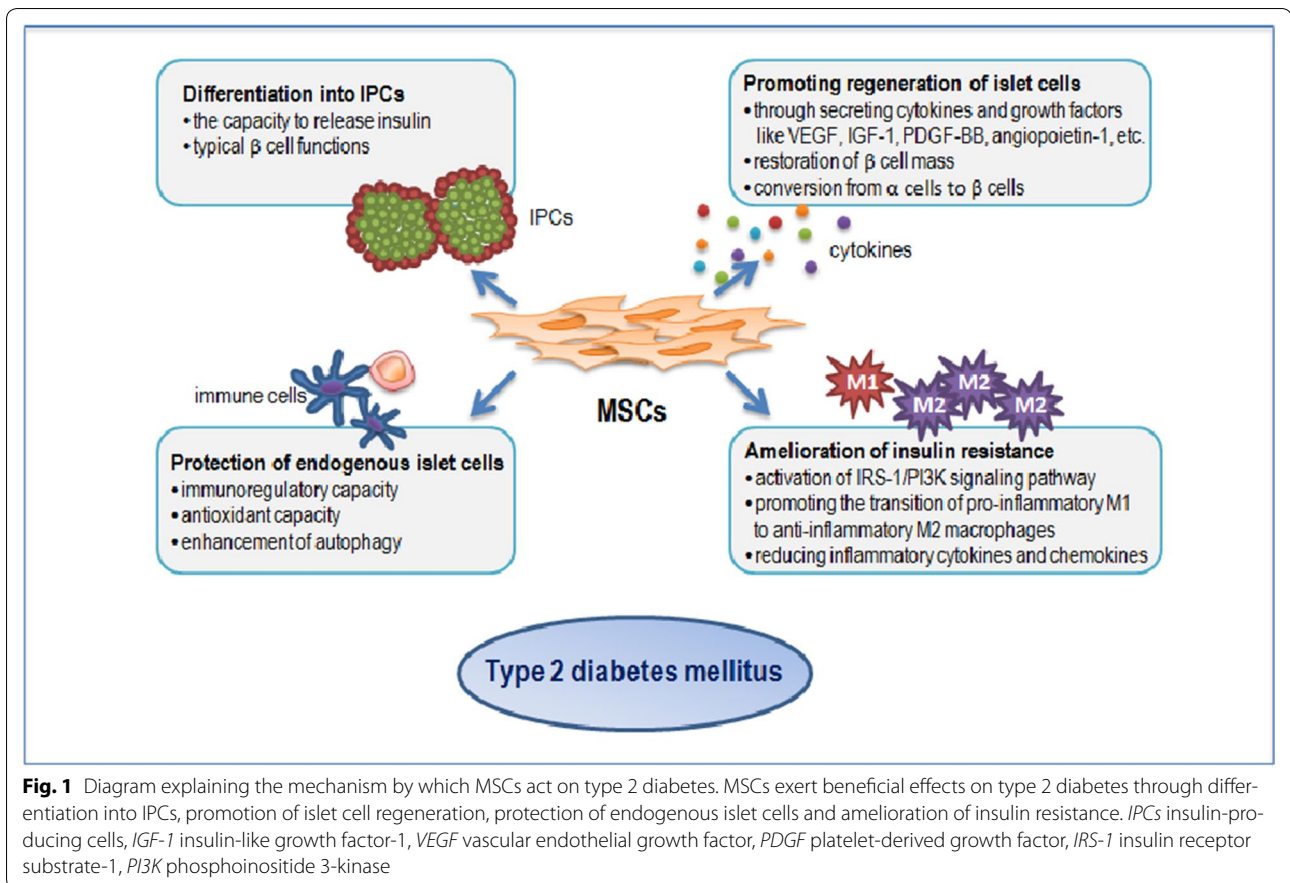 Differentiation into IPCs
•the capacity to release insulin
•typical β cell functions
IPCs
Promoting regeneration of islet cells
•through secreting cytokines and growth factors
like VEGF, IGF-1, PDGF-BB, angiopoietin-1, etc.
•restoration of β cell mass
•conversion from α cells to β cells
cytokines
immune cells
MSCs
M1
M2
M2
M2
Protection of endogenous islet cells
•immunoregulatory capacity
•antioxidant capacity
•enhancement of autophagy
Amelioration of insulin resistance
•activation of IRS-1/PI3K signaling pathway
•promoting the transition of pro-inflammatory M1
to anti-inflammatory M2 macrophages
•reducing inflammatory cytokines and chemokines
Type 2 diabetes mellitus
Fig. 1 Diagram explaining the mechanism by which MSCs act on type 2 diabetes. MSCs exert beneficial effects on type 2 diabetes through differ-
entiation into IPCs, promotion of islet cell regeneration, protection of endogenous islet cells and amelioration of insulin resistance. IPCs insulin-pro-
ducing cells, IGF-1 insulin-like growth factor-1, VEGF vascular endothelial growth factor, PDGF platelet-derived growth factor, IRS-1 insulin receptor
substrate-1, PI3K phosphoinositide 3-kinase